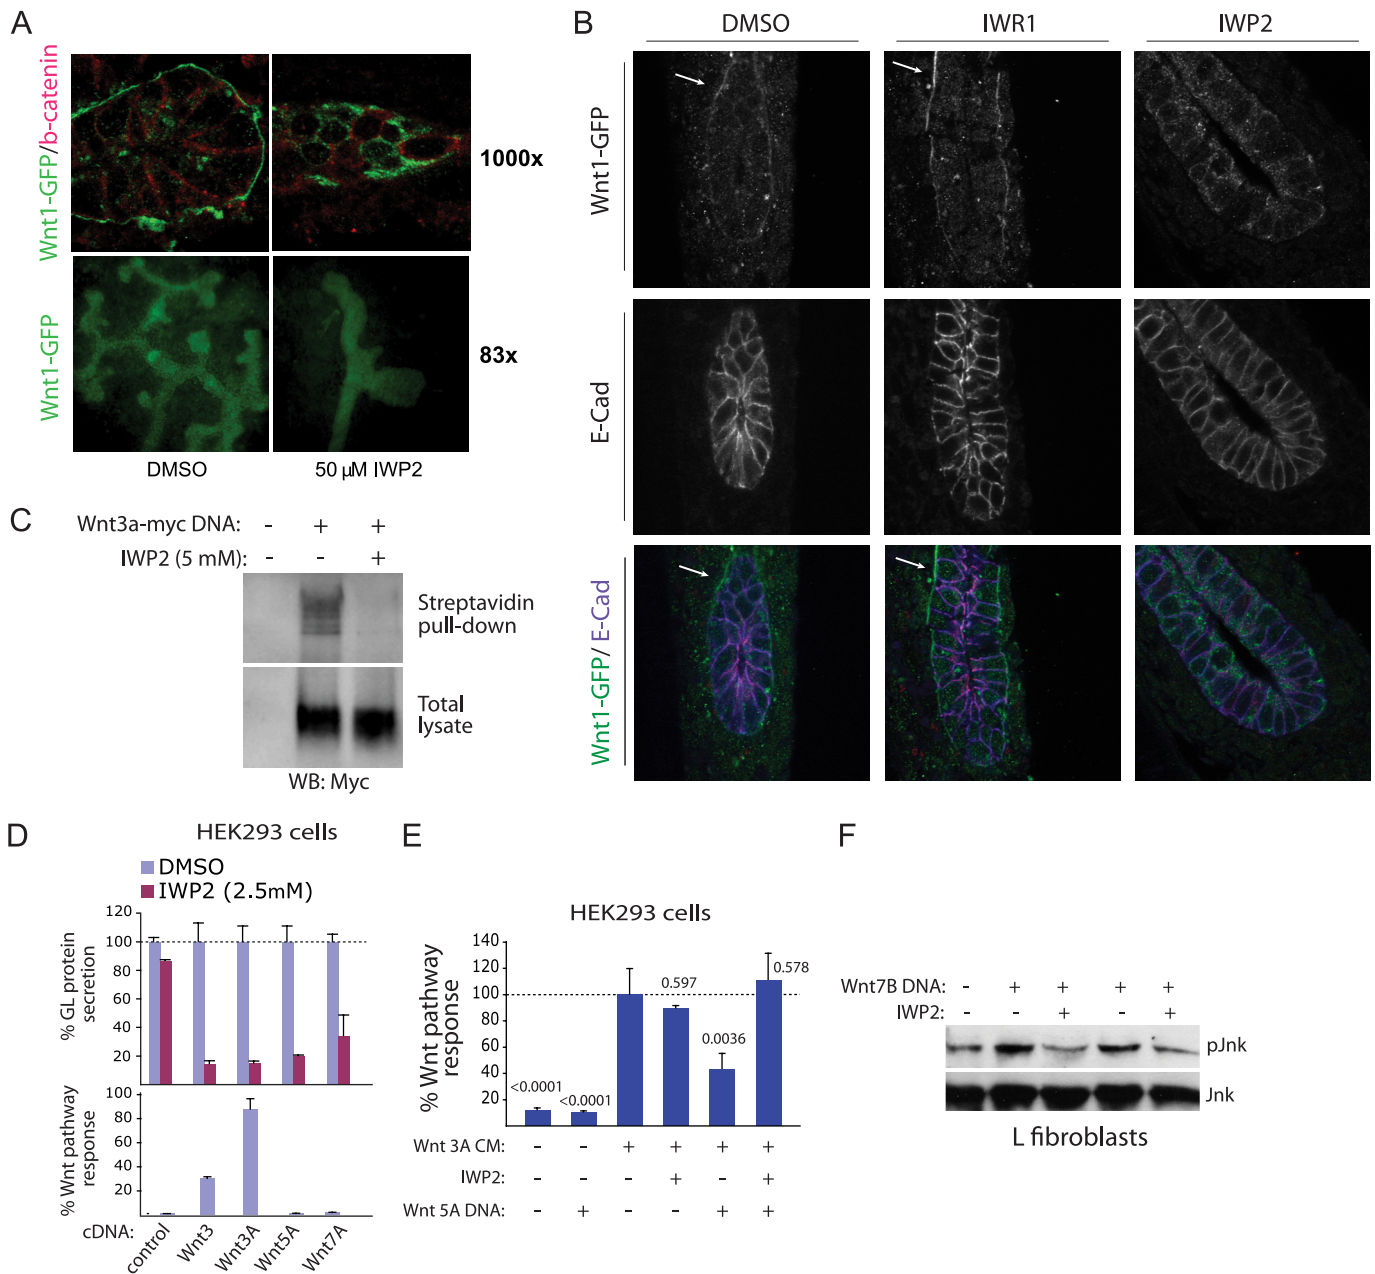 A
Wnt1-GFP/b-catenin
1000x
Wnt1-GFP
83x
DMSO
50 µM IWP2
B
DMSO
IWR1
IWP2
Wnt1-GFP
E-Cad
Wnt1-GFP/ E-Cad
C
Wnt3a-myc DNA: - + +
IWP2 (5 mM): - - +
Streptavidin
pull-down
Total
lysate
WB: Myc
D
HEK293 cells
DMSO
IWP2 (2.5mM)
% GL protein
secretion
120
100
80
60
40
20
% Wnt pathway
response
100
80
60
40
20
cDNA:
control
Wnt3
Wnt3A
Wnt5A
Wnt7A
E
HEK293 cells
% Wnt pathway
response
140
120
100
80
60
40
20
<0.0001
<0.0001
0.597
0.0036
0.578
Wnt 3A CM: - - + + + +
IWP2: - - - + - +
Wnt 5A DNA: - + - - + +
F
Wnt7B DNA: - + + + +
IWP2: - - + - +
pJnk
Jnk
L fibroblasts